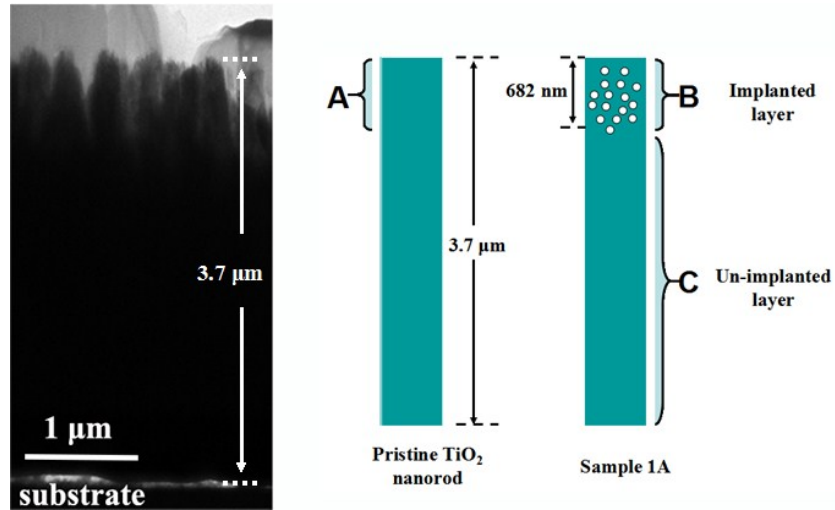 3.7 µm
1 µm
substrate
A
3.7 µm
Pristine TiO₂
nanorod
682 nm
B
Implanted
layer
C
Un-implanted
layer
Sample 1A